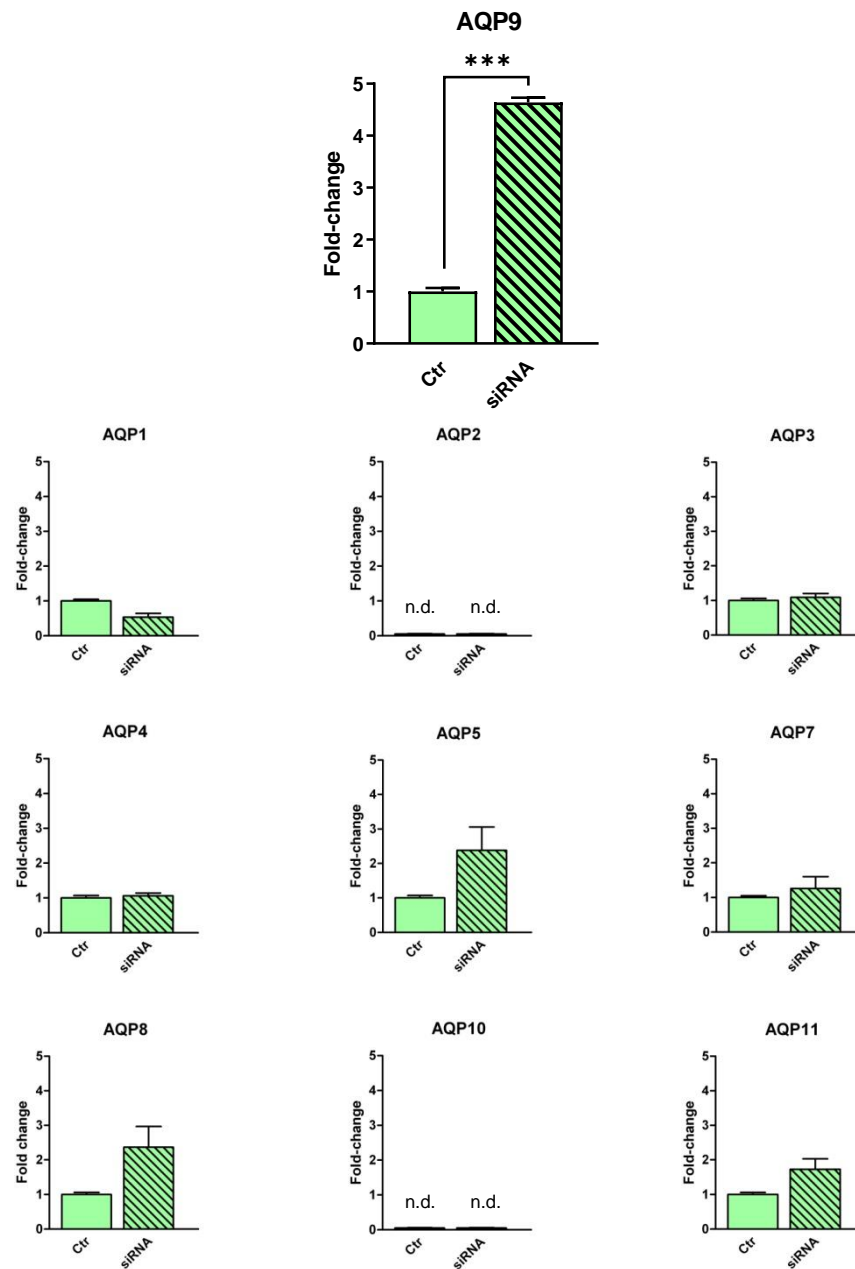 AQP9
***
Fold-change
5
4
3
2
1
0
Ctr
siRNA
AQP1
Fold-change
5
4
3
2
1
0
Ctr
siRNA
AQP2
Fold-change
5
4
3
2
1
0
n.d.
n.d.
Ctr
siRNA
AQP3
Fold-change
5
4
3
2
1
0
Ctr
siRNA
AQP4
Fold-change
5
4
3
2
1
0
Ctr
siRNA
AQP5
Fold-change
5
4
3
2
1
0
Ctr
siRNA
AQP7
Fold-change
5
4
3
2
1
0
Ctr
siRNA
AQP8
Fold change
5
4
3
2
1
0
Ctr
siRNA
AQP10
Fold-change
5
4
3
2
1
0
n.d.
n.d.
Ctr
siRNA
AQP11
Fold-change
5
4
3
2
1
0
Ctr
siRNA